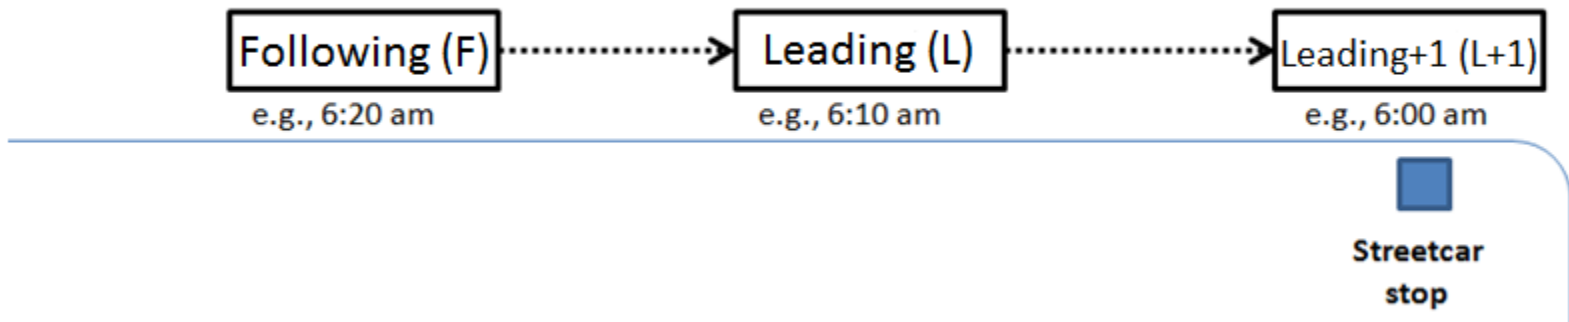 Following (F)
Leading (L)
Leading+1 (L+1)
e.g., 6:20 am
e.g., 6:10 am
e.g., 6:00 am
Streetcar
stop